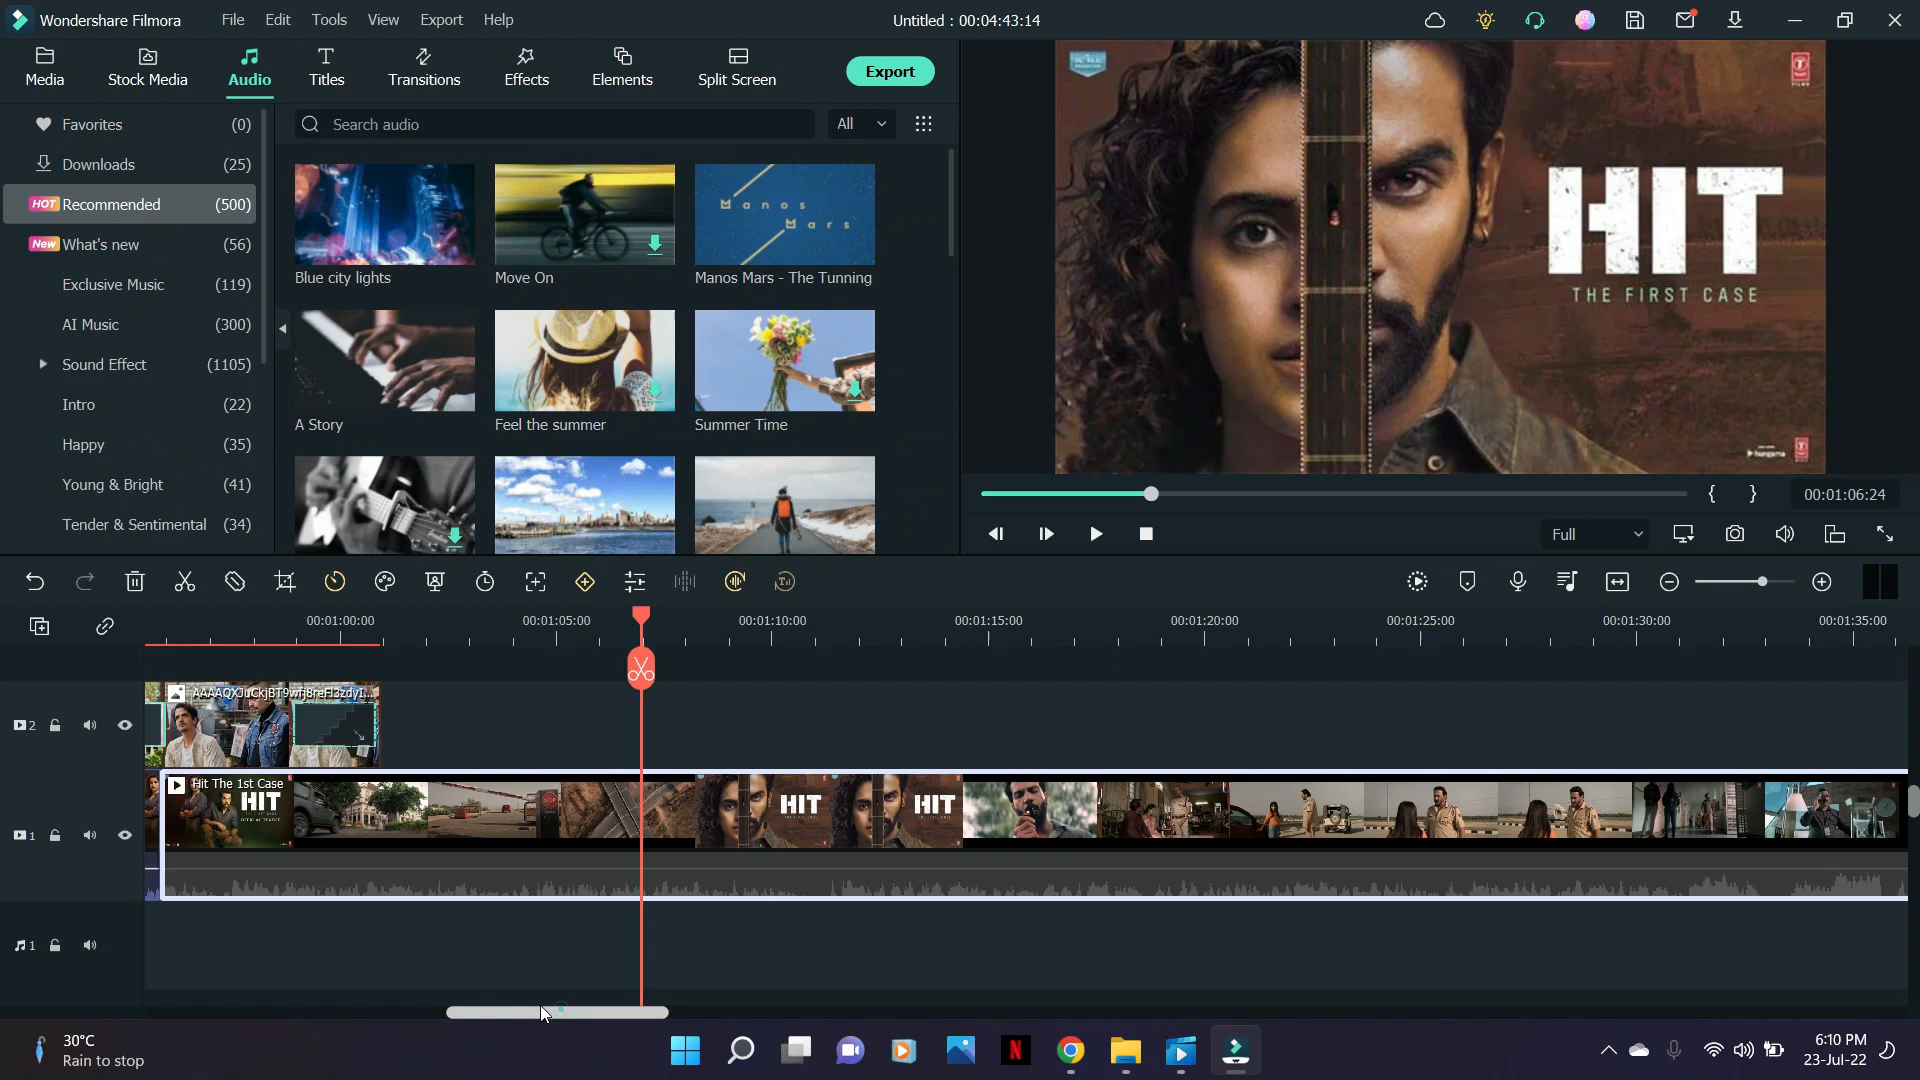 Wondershare Filmora
File Edit Tools View Export Help
Untitled : 00:04:43:14
Media Stock Media Audio Titles Transitions Effects Elements Split Screen
Export
Favorites (0)
Downloads (25)
HOT Recommended (500)
New What's new (56)
Exclusive Music (119)
AI Music (300)
Sound Effect (1105)
Intro (22)
Happy (35)
Young & Bright (41)
Tender & Sentimental (34)
Search audio
All
Manos
Mars
Blue city lights
Move On
Manos Mars - The Tunning
A Story
Feel the summer
Summer Time
HIT
THE FIRST CASE
hungama
{ } 00:01:06:24
Full
00:01:00:00 00:01:05:00 00:01:10:00 00:01:15:00 00:01:20:00 00:01:25:00 00:01:30:00 00:01:35:00
2
1
Hit The 1st Case
HIT
HIT
HIT
1
30°C
Rain to stop
N
6:10 PM
23-Jul-22